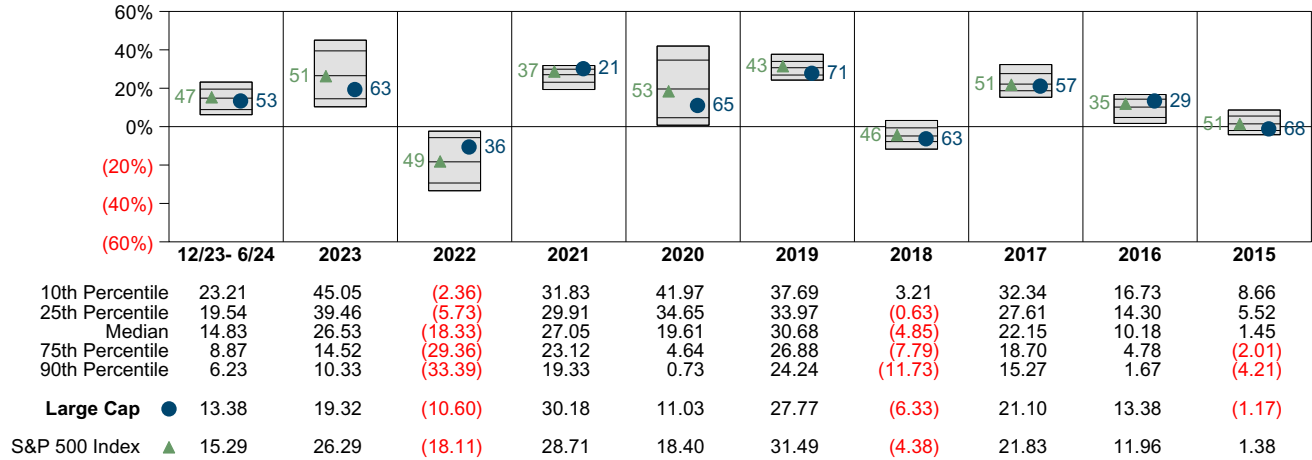 60%
40%
20%
0%
(20%)
(40%)
(60%)
47 53 51 63 49 36 37 21 53 65 43 71 46 63 51 57 35 29 51 68
12/23- 6/24 2023 2022 2021 2020 2019 2018 2017 2016 2015
10th Percentile 23.21 45.05 (2.36) 31.83 41.97 37.69 3.21 32.34 16.73 8.66
25th Percentile 19.54 39.46 (5.73) 29.91 34.65 33.97 (0.63) 27.61 14.30 5.52
Median 14.83 26.53 (18.33) 27.05 19.61 30.68 (4.85) 22.15 10.18 1.45
75th Percentile 8.87 14.52 (29.36) 23.12 4.64 26.88 (7.79) 18.70 4.78 (2.01)
90th Percentile 6.23 10.33 (33.39) 19.33 0.73 24.24 (11.73) 15.27 1.67 (4.21)
Large Cap 13.38 19.32 (10.60) 30.18 11.03 27.77 (6.33) 21.10 13.38 (1.17)
S&P 500 Index 15.29 26.29 (18.11) 28.71 18.40 31.49 (4.38) 21.83 11.96 1.38